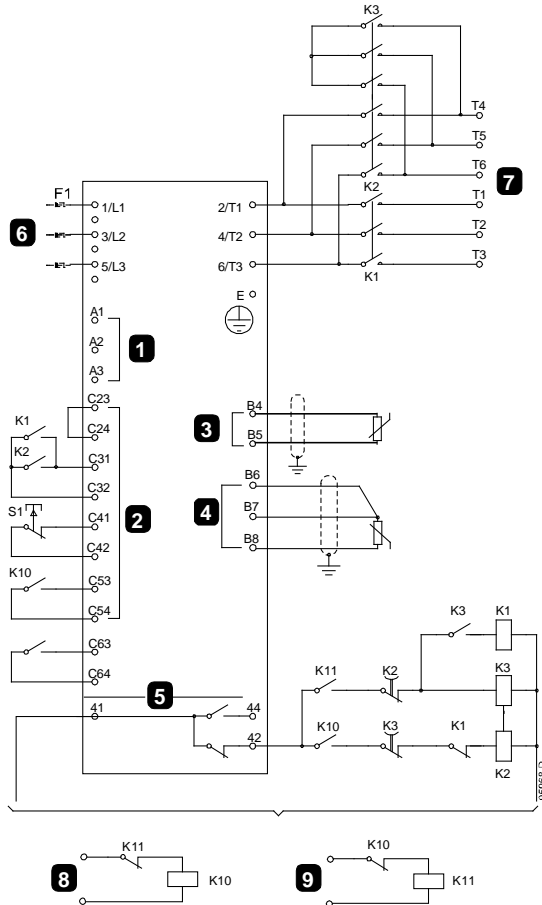 K3
T4
T5
T6
7
K2
T1
T2
T3
K1
F1
1/L1
2/T1
6
3/L2
4/T2
5/L3
6/T3
E
A1
A2
1
A3
C23
K1
C24
K2
C31
C32
S1
C41
2
C42
K10
C53
C54
C63
C64
3
B4
B5
4
B6
B7
B8
5
41
44
42
K3
K1
K11
K2
K3
K10
K3
K1
K2
8
K11
K10
9
K10
K11